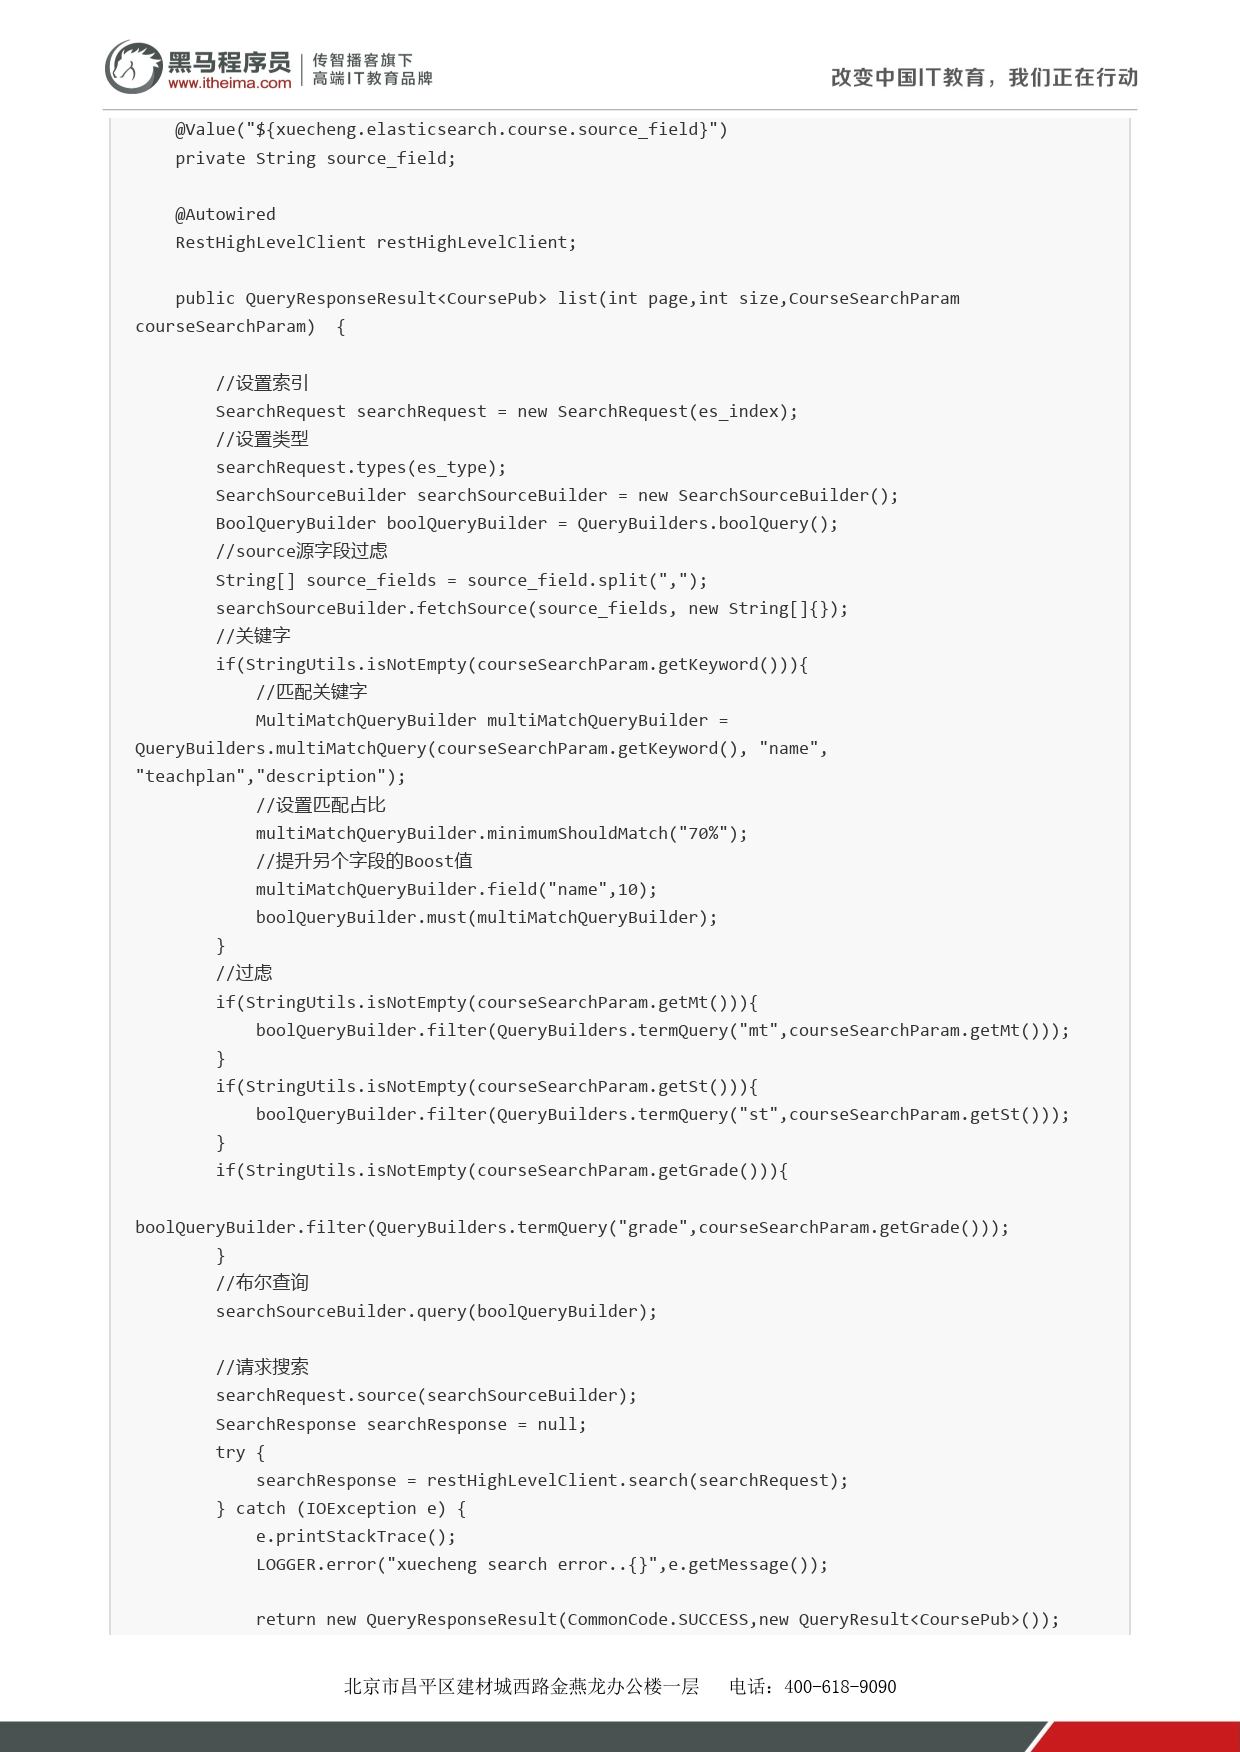 黑马程序员
www.itheima.com
传智播客旗下
高端IT教育品牌
改变中国IT教育，我们正在行动
    @Value("${xuecheng.elasticsearch.course.source_field}")
    private String source_field;

    @Autowired
    RestHighLevelClient restHighLevelClient;

    public QueryResponseResult<CoursePub> list(int page,int size,CourseSearchParam
courseSearchParam)  {

        //设置索引
        SearchRequest searchRequest = new SearchRequest(es_index);
        //设置类型
        searchRequest.types(es_type);
        SearchSourceBuilder searchSourceBuilder = new SearchSourceBuilder();
        BoolQueryBuilder boolQueryBuilder = QueryBuilders.boolQuery();
        //source源字段过虑
        String[] source_fields = source_field.split(",");
        searchSourceBuilder.fetchSource(source_fields, new String[]{});
        //关键字
        if(StringUtils.isNotEmpty(courseSearchParam.getKeyword())){
            //匹配关键字
            MultiMatchQueryBuilder multiMatchQueryBuilder =
QueryBuilders.multiMatchQuery(courseSearchParam.getKeyword(), "name",
"teachplan","description");
            //设置匹配占比
            multiMatchQueryBuilder.minimumShouldMatch("70%");
            //提升另个字段的Boost值
            multiMatchQueryBuilder.field("name",10);
            boolQueryBuilder.must(multiMatchQueryBuilder);
        }
        //过虑
        if(StringUtils.isNotEmpty(courseSearchParam.getMt())){
            boolQueryBuilder.filter(QueryBuilders.termQuery("mt",courseSearchParam.getMt()));
        }
        if(StringUtils.isNotEmpty(courseSearchParam.getSt())){
            boolQueryBuilder.filter(QueryBuilders.termQuery("st",courseSearchParam.getSt()));
        }
        if(StringUtils.isNotEmpty(courseSearchParam.getGrade())){

boolQueryBuilder.filter(QueryBuilders.termQuery("grade",courseSearchParam.getGrade()));
        }
        //布尔查询
        searchSourceBuilder.query(boolQueryBuilder);

        //请求搜索
        searchRequest.source(searchSourceBuilder);
        SearchResponse searchResponse = null;
        try {
            searchResponse = restHighLevelClient.search(searchRequest);
        } catch (IOException e) {
            e.printStackTrace();
            LOGGER.error("xuecheng search error..{}",e.getMessage());

            return new QueryResponseResult(CommonCode.SUCCESS,new QueryResult<CoursePub>());
北京市昌平区建材城西路金燕龙办公楼一层   电话：400-618-9090